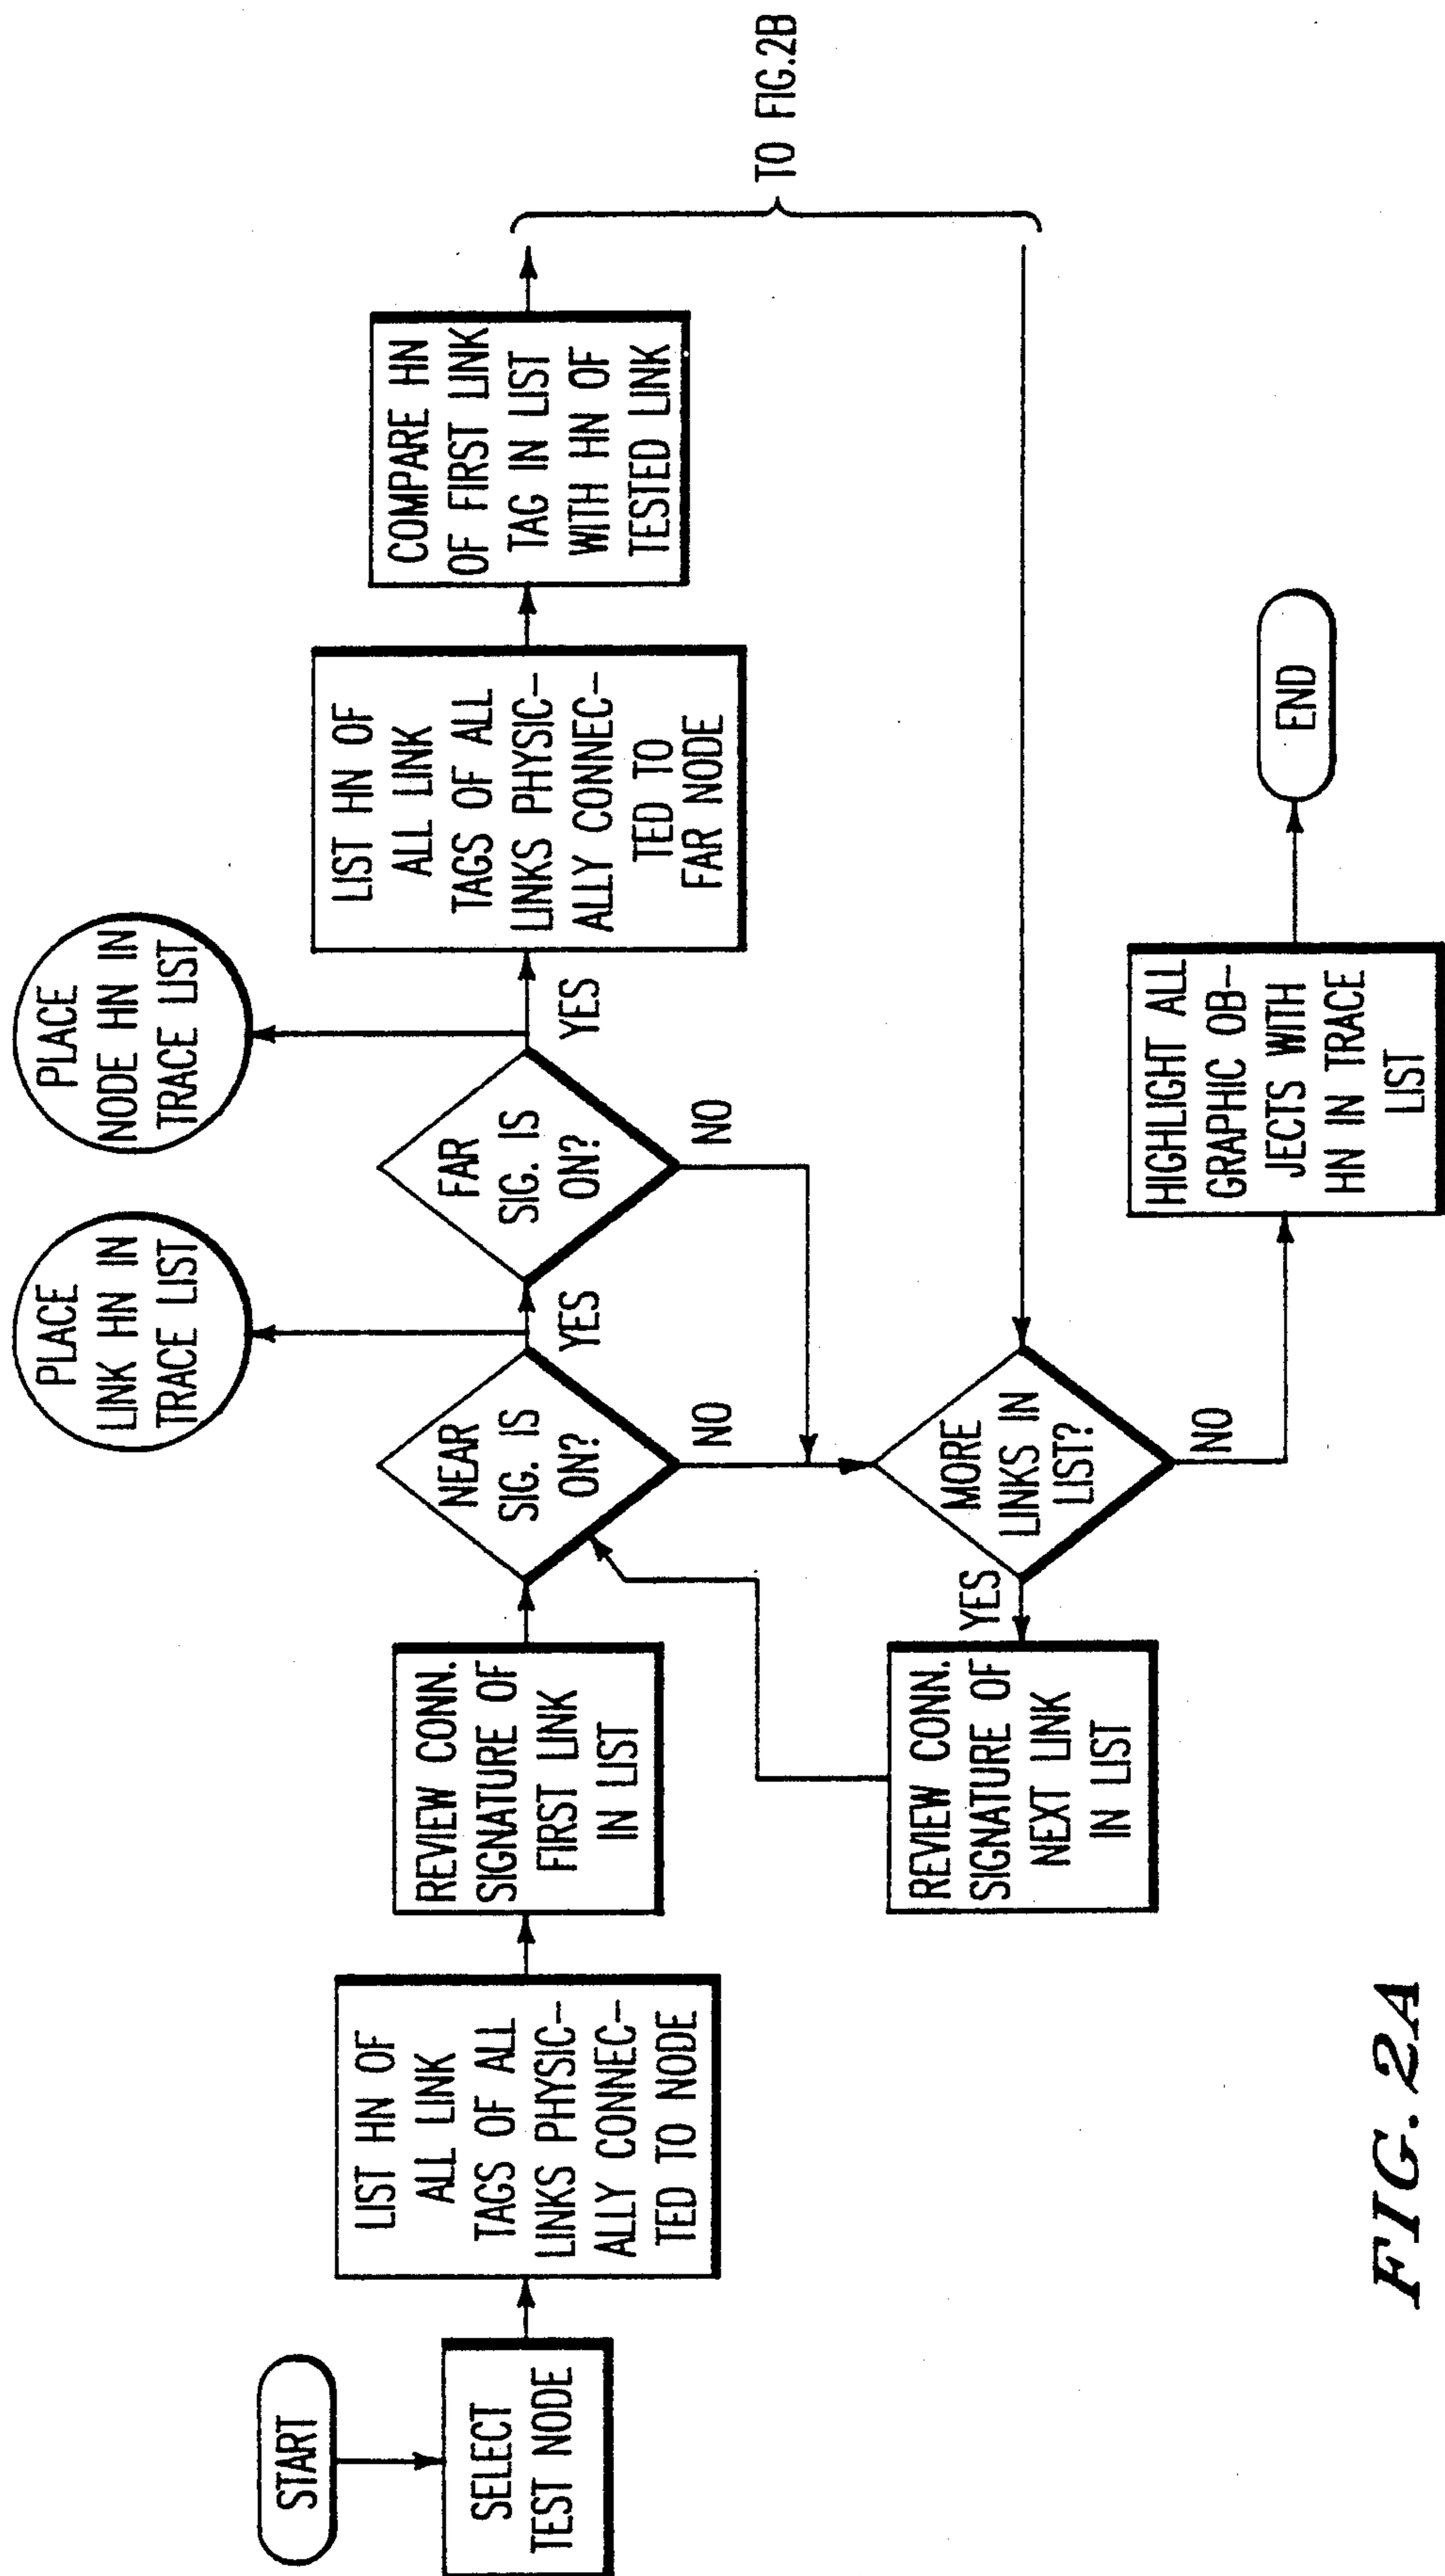 START
SELECT
TEST NODE
LIST HN OF
ALL LINK
TAGS OF ALL
LINKS PHYSIC-
ALLY CONNEC-
TED TO NODE
REVIEW CONN.
SIGNATURE OF
FIRST LINK
IN LIST
NEAR
SIG. IS
ON?
YES
NO
PLACE
LINK HN IN
TRACE LIST
FAR
SIG. IS
ON?
YES
NO
PLACE
NODE HN IN
TRACE LIST
LIST HN OF
ALL LINK
TAGS OF ALL
LINKS PHYSIC-
ALLY CONNEC-
TED TO
FAR NODE
COMPARE HN
OF FIRST LINK
TAG IN LIST
WITH HN OF
TESTED LINK
TO FIG.2B
REVIEW CONN.
SIGNATURE OF
NEXT LINK
IN LIST
YES
MORE
LINKS IN
LIST?
NO
HIGHLIGHT ALL
GRAPHIC OB-
JECTS WITH
HN IN TRACE
LIST
END
FIG. 2A